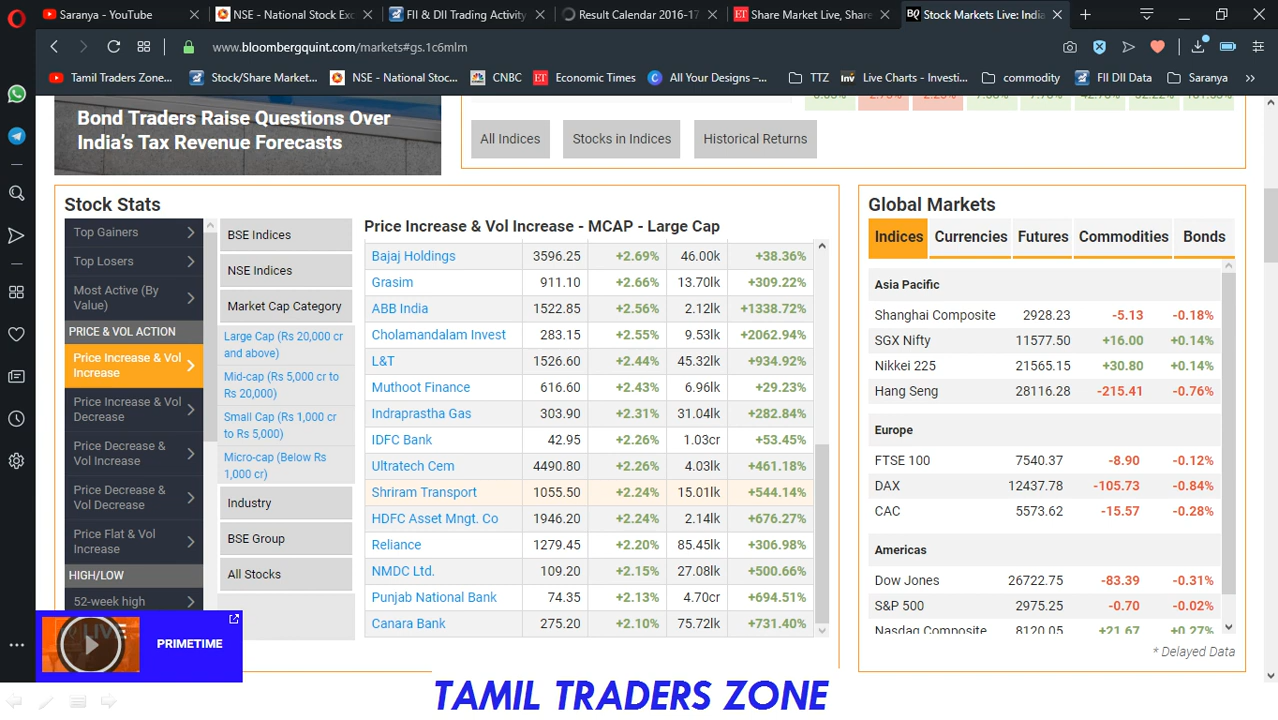 Saranya - YouTube
NSE - National Stock Exc
FII & DII Trading Activity
Result Calendar 2016-17
ET Share Market Live, Share
BQ Stock Markets Live: India
www.bloombergquint.com/markets#gs.1c6mlm
Tamil Traders Zone...
Stock/Share Market...
NSE - National Stoc...
CNBC
ET Economic Times
All Your Designs –...
TTZ
Inv Live Charts - Investi...
commodity
FII DII Data
Saranya
Bond Traders Raise Questions Over
India's Tax Revenue Forecasts
All Indices
Stocks in Indices
Historical Returns
Stock Stats
Top Gainers
Top Losers
Most Active (By
Value)
PRICE & VOL ACTION
Price Increase & Vol
Increase
Price Increase & Vol
Decrease
Price Decrease &
Vol Increase
Price Decrease &
Vol Decrease
Price Flat & Vol
Increase
HIGH/LOW
52-week high
BSE Indices
NSE Indices
Market Cap Category
Large Cap (Rs 20,000 cr
and above)
Mid-cap (Rs 5,000 cr to
Rs 20,000)
Small Cap (Rs 1,000 cr
to Rs 5,000)
Micro-cap (Below Rs
1,000 cr)
Industry
BSE Group
All Stocks
Price Increase & Vol Increase - MCAP - Large Cap
Bajaj Holdings 3596.25 +2.69% 46.00k +38.36%
Grasim 911.10 +2.66% 13.70lk +309.22%
ABB India 1522.85 +2.56% 2.12lk +1338.72%
Cholamandalam Invest 283.15 +2.55% 9.53lk +2062.94%
L&T 1526.60 +2.44% 45.32lk +934.92%
Muthoot Finance 616.60 +2.43% 6.96lk +29.23%
Indraprastha Gas 303.90 +2.31% 31.04lk +282.84%
IDFC Bank 42.95 +2.26% 1.03cr +53.45%
Ultratech Cem 4490.80 +2.26% 4.03lk +461.18%
Shriram Transport 1055.50 +2.24% 15.01lk +544.14%
HDFC Asset Mngt. Co 1946.20 +2.24% 2.14lk +676.27%
Reliance 1279.45 +2.20% 85.45lk +306.98%
NMDC Ltd. 109.20 +2.15% 27.08lk +500.66%
Punjab National Bank 74.35 +2.13% 4.70cr +694.51%
Canara Bank 275.20 +2.10% 75.72lk +731.40%
Global Markets
Indices Currencies Futures Commodities Bonds
Asia Pacific
Shanghai Composite 2928.23 -5.13 -0.18%
SGX Nifty 11577.50 +16.00 +0.14%
Nikkei 225 21565.15 +30.80 +0.14%
Hang Seng 28116.28 -215.41 -0.76%
Europe
FTSE 100 7540.37 -8.90 -0.12%
DAX 12437.78 -105.73 -0.84%
CAC 5573.62 -15.57 -0.28%
Americas
Dow Jones 26722.75 -83.39 -0.31%
S&P 500 2975.25 -0.70 -0.02%
Nasdaq Composite 8120.05 +21.67 +0.27%
* Delayed Data
LIVE
PRIMETIME
TAMIL TRADERS ZONE